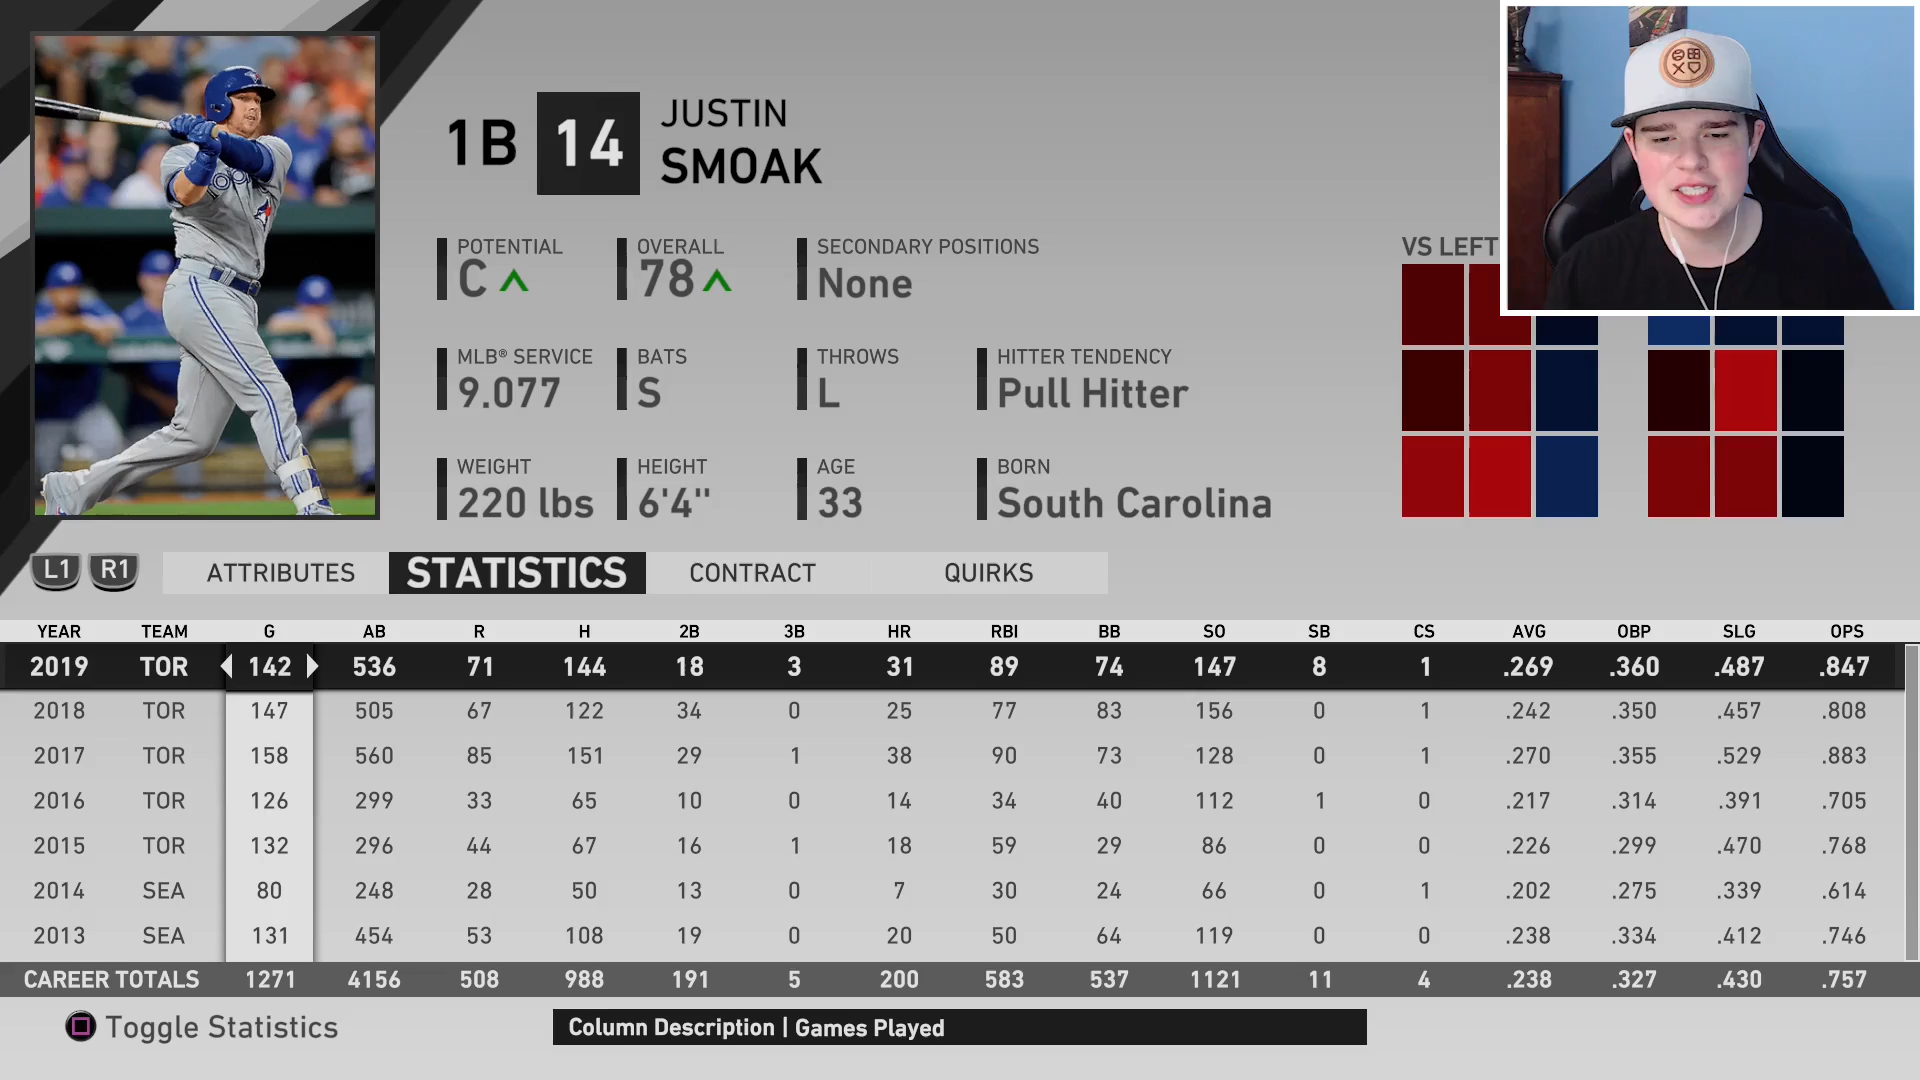 1B 14 JUSTIN
SMOAK
POTENTIAL OVERALL SECONDARY POSITIONS
C 78 None
MLB® SERVICE BATS THROWS HITTER TENDENCY
9.077 S L Pull Hitter
WEIGHT HEIGHT AGE BORN
220 lbs 6'4" 33 South Carolina
VS LEFT
L1 R1 ATTRIBUTES STATISTICS CONTRACT QUIRKS
YEAR TEAM G AB R H 2B 3B HR RBI BB SO SB CS AVG OBP SLG OPS
2019 TOR 142 536 71 144 18 3 31 89 74 147 8 1 .269 .360 .487 .847
2018 TOR 147 505 67 122 34 0 25 77 83 156 0 1 .242 .350 .457 .808
2017 TOR 158 560 85 151 29 1 38 90 73 128 0 1 .270 .355 .529 .883
2016 TOR 126 299 33 65 10 0 14 34 40 112 1 0 .217 .314 .391 .705
2015 TOR 132 296 44 67 16 1 18 59 29 86 0 0 .226 .299 .470 .768
2014 SEA 80 248 28 50 13 0 7 30 24 66 0 1 .202 .275 .339 .614
2013 SEA 131 454 53 108 19 0 20 50 64 119 0 0 .238 .334 .412 .746
CAREER TOTALS 1271 4156 508 988 191 5 200 583 537 1121 11 4 .238 .327 .430 .757
Toggle Statistics Column Description | Games Played